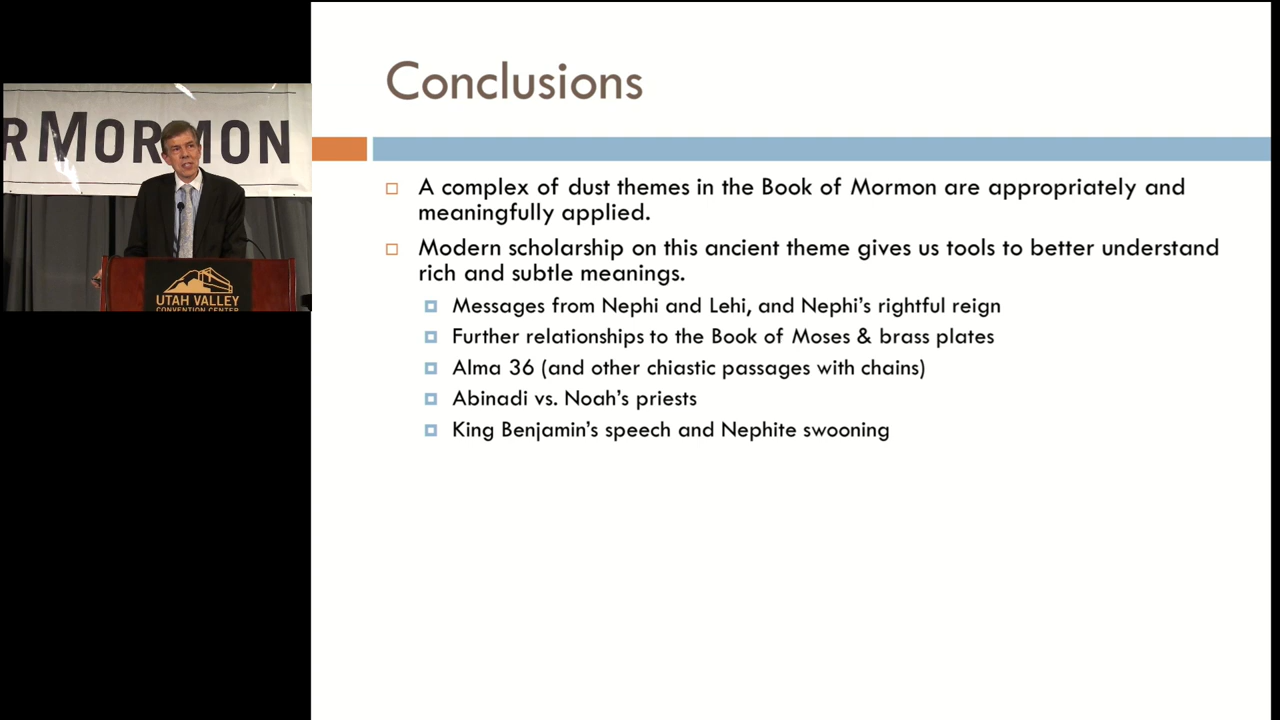 Conclusions
A complex of dust themes in the Book of Mormon are appropriately and
meaningfully applied.
Modern scholarship on this ancient theme gives us tools to better understand
rich and subtle meanings.
Messages from Nephi and Lehi, and Nephi's rightful reign
Further relationships to the Book of Moses & brass plates
Alma 36 (and other chiastic passages with chains)
Abinadi vs. Noah's priests
King Benjamin's speech and Nephite swooning
R MORMON
UTAH VALLEY
CONVENTION CENTER